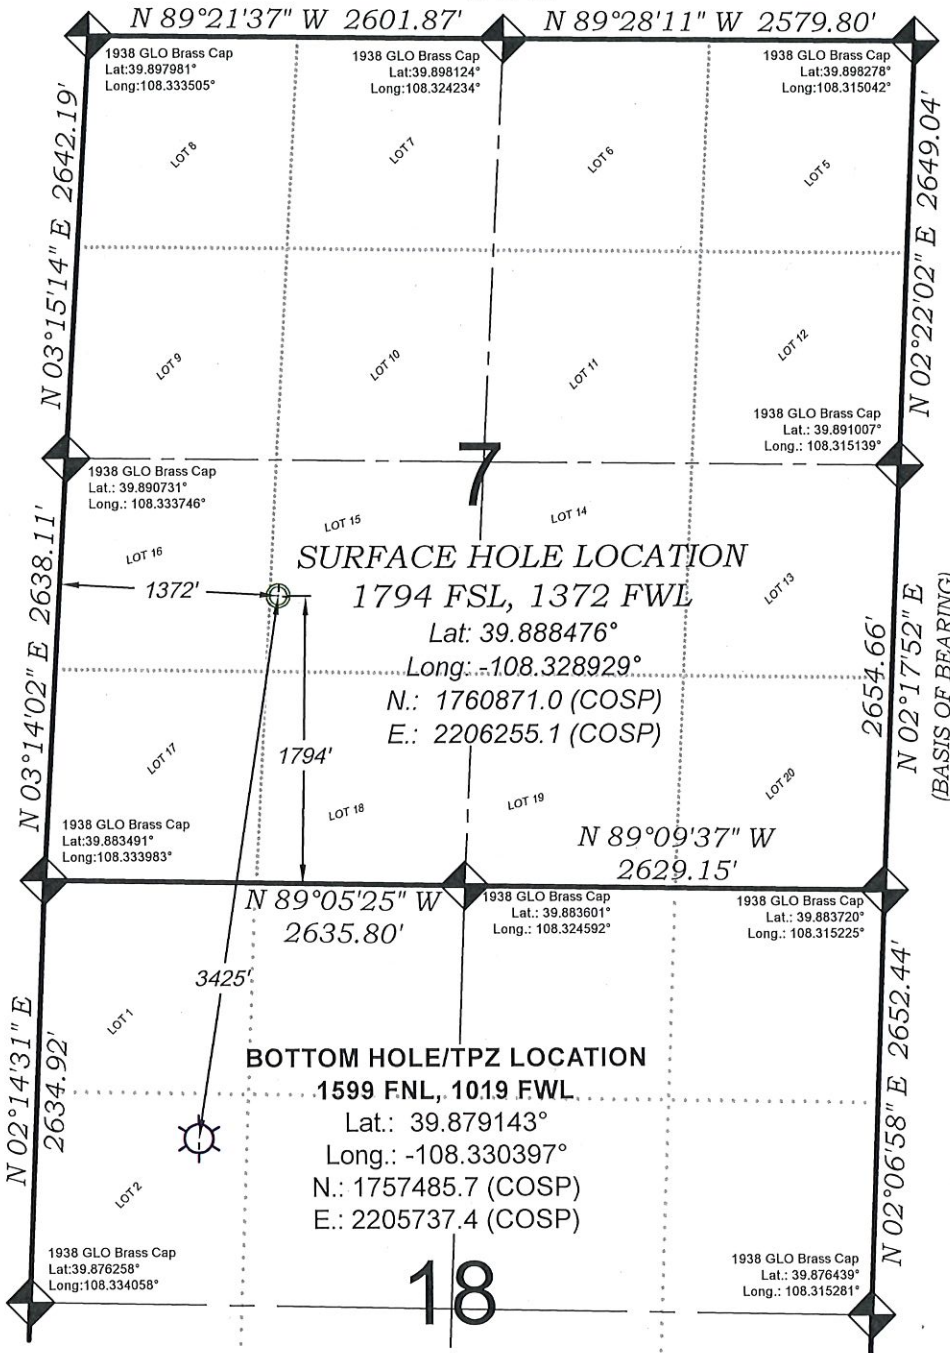 N 89°21'37" W 2601.87'
N 89°28'11" W 2579.80'
1938 GLO Brass Cap
Lat:39.897981°
Long:108.333505°
1938 GLO Brass Cap
Lat:39.898124°
Long:108.324234°
1938 GLO Brass Cap
Lat:39.898278°
Long:108.315042°
N 03°15'14" E 2642.19'
N 02°22'02" E 2649.04'
LOT 8
LOT 7
LOT 6
LOT 5
LOT 9
LOT 10
LOT 11
LOT 12
1938 GLO Brass Cap
Lat.: 39.891007°
Long.: 108.315139°
7
1938 GLO Brass Cap
Lat.: 39.890731°
Long.: 108.333746°
LOT 16
LOT 15
LOT 14
LOT 13
N 03°14'02" E 2638.11'
1372'
SURFACE HOLE LOCATION
1794 FSL, 1372 FWL
Lat: 39.888476°
Long: -108.328929°
N.: 1760871.0 (COSP)
E.: 2206255.1 (COSP)
2654.66'
N 02°17'52" E
(BASIS OF BEARING)
1794'
LOT 17
LOT 18
LOT 19
LOT 20
1938 GLO Brass Cap
Lat:39.883491°
Long:108.333983°
N 89°09'37" W
2629.15'
N 89°05'25" W
2635.80'
1938 GLO Brass Cap
Lat.: 39.883601°
Long.: 108.324592°
1938 GLO Brass Cap
Lat.: 39.883720°
Long.: 108.315225°
3425'
LOT 1
N 02°14'31" E
2634.92'
N 02°06'58" E 2652.44'
BOTTOM HOLE/TPZ LOCATION
1599 FNL, 1019 FWL
Lat.: 39.879143°
Long.: -108.330397°
N.: 1757485.7 (COSP)
E.: 2205737.4 (COSP)
LOT 2
1938 GLO Brass Cap
Lat:39.876258°
Long:108.334058°
18
1938 GLO Brass Cap
Lat.: 39.876439°
Long.: 108.315281°